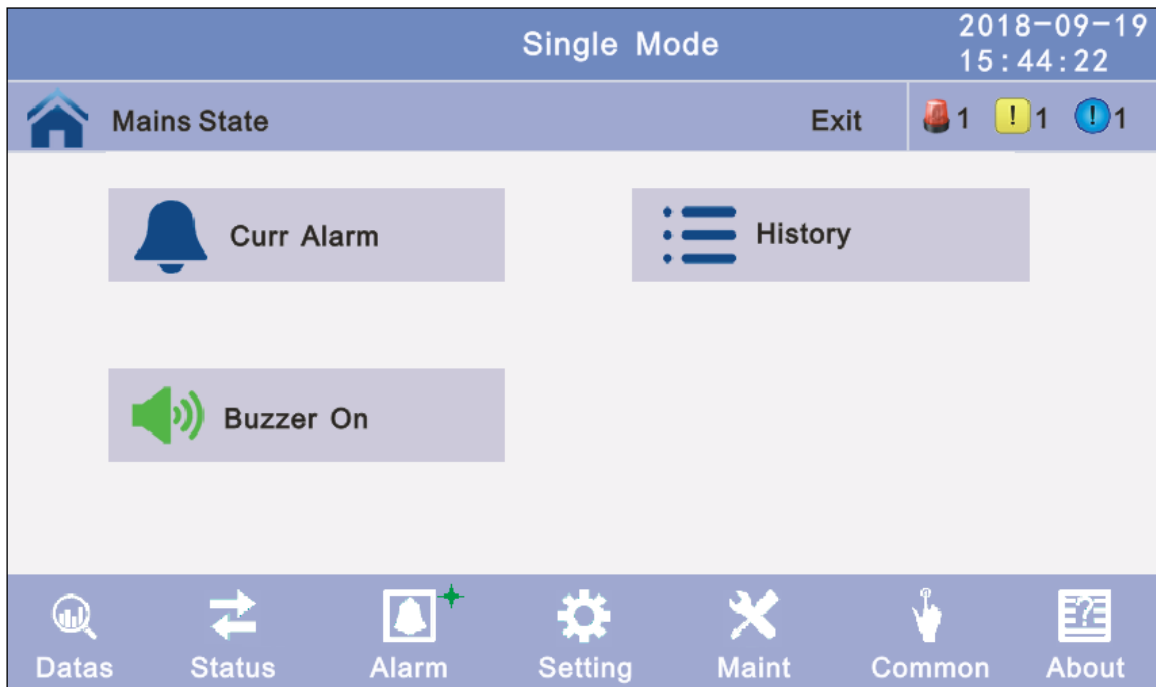 Single Mode
2018-09-19
15:44:22
Mains State
Exit
1
! 1
! 1
Curr Alarm
History
Buzzer On
Datas
Status
Alarm
Setting
Maint
Common
? About